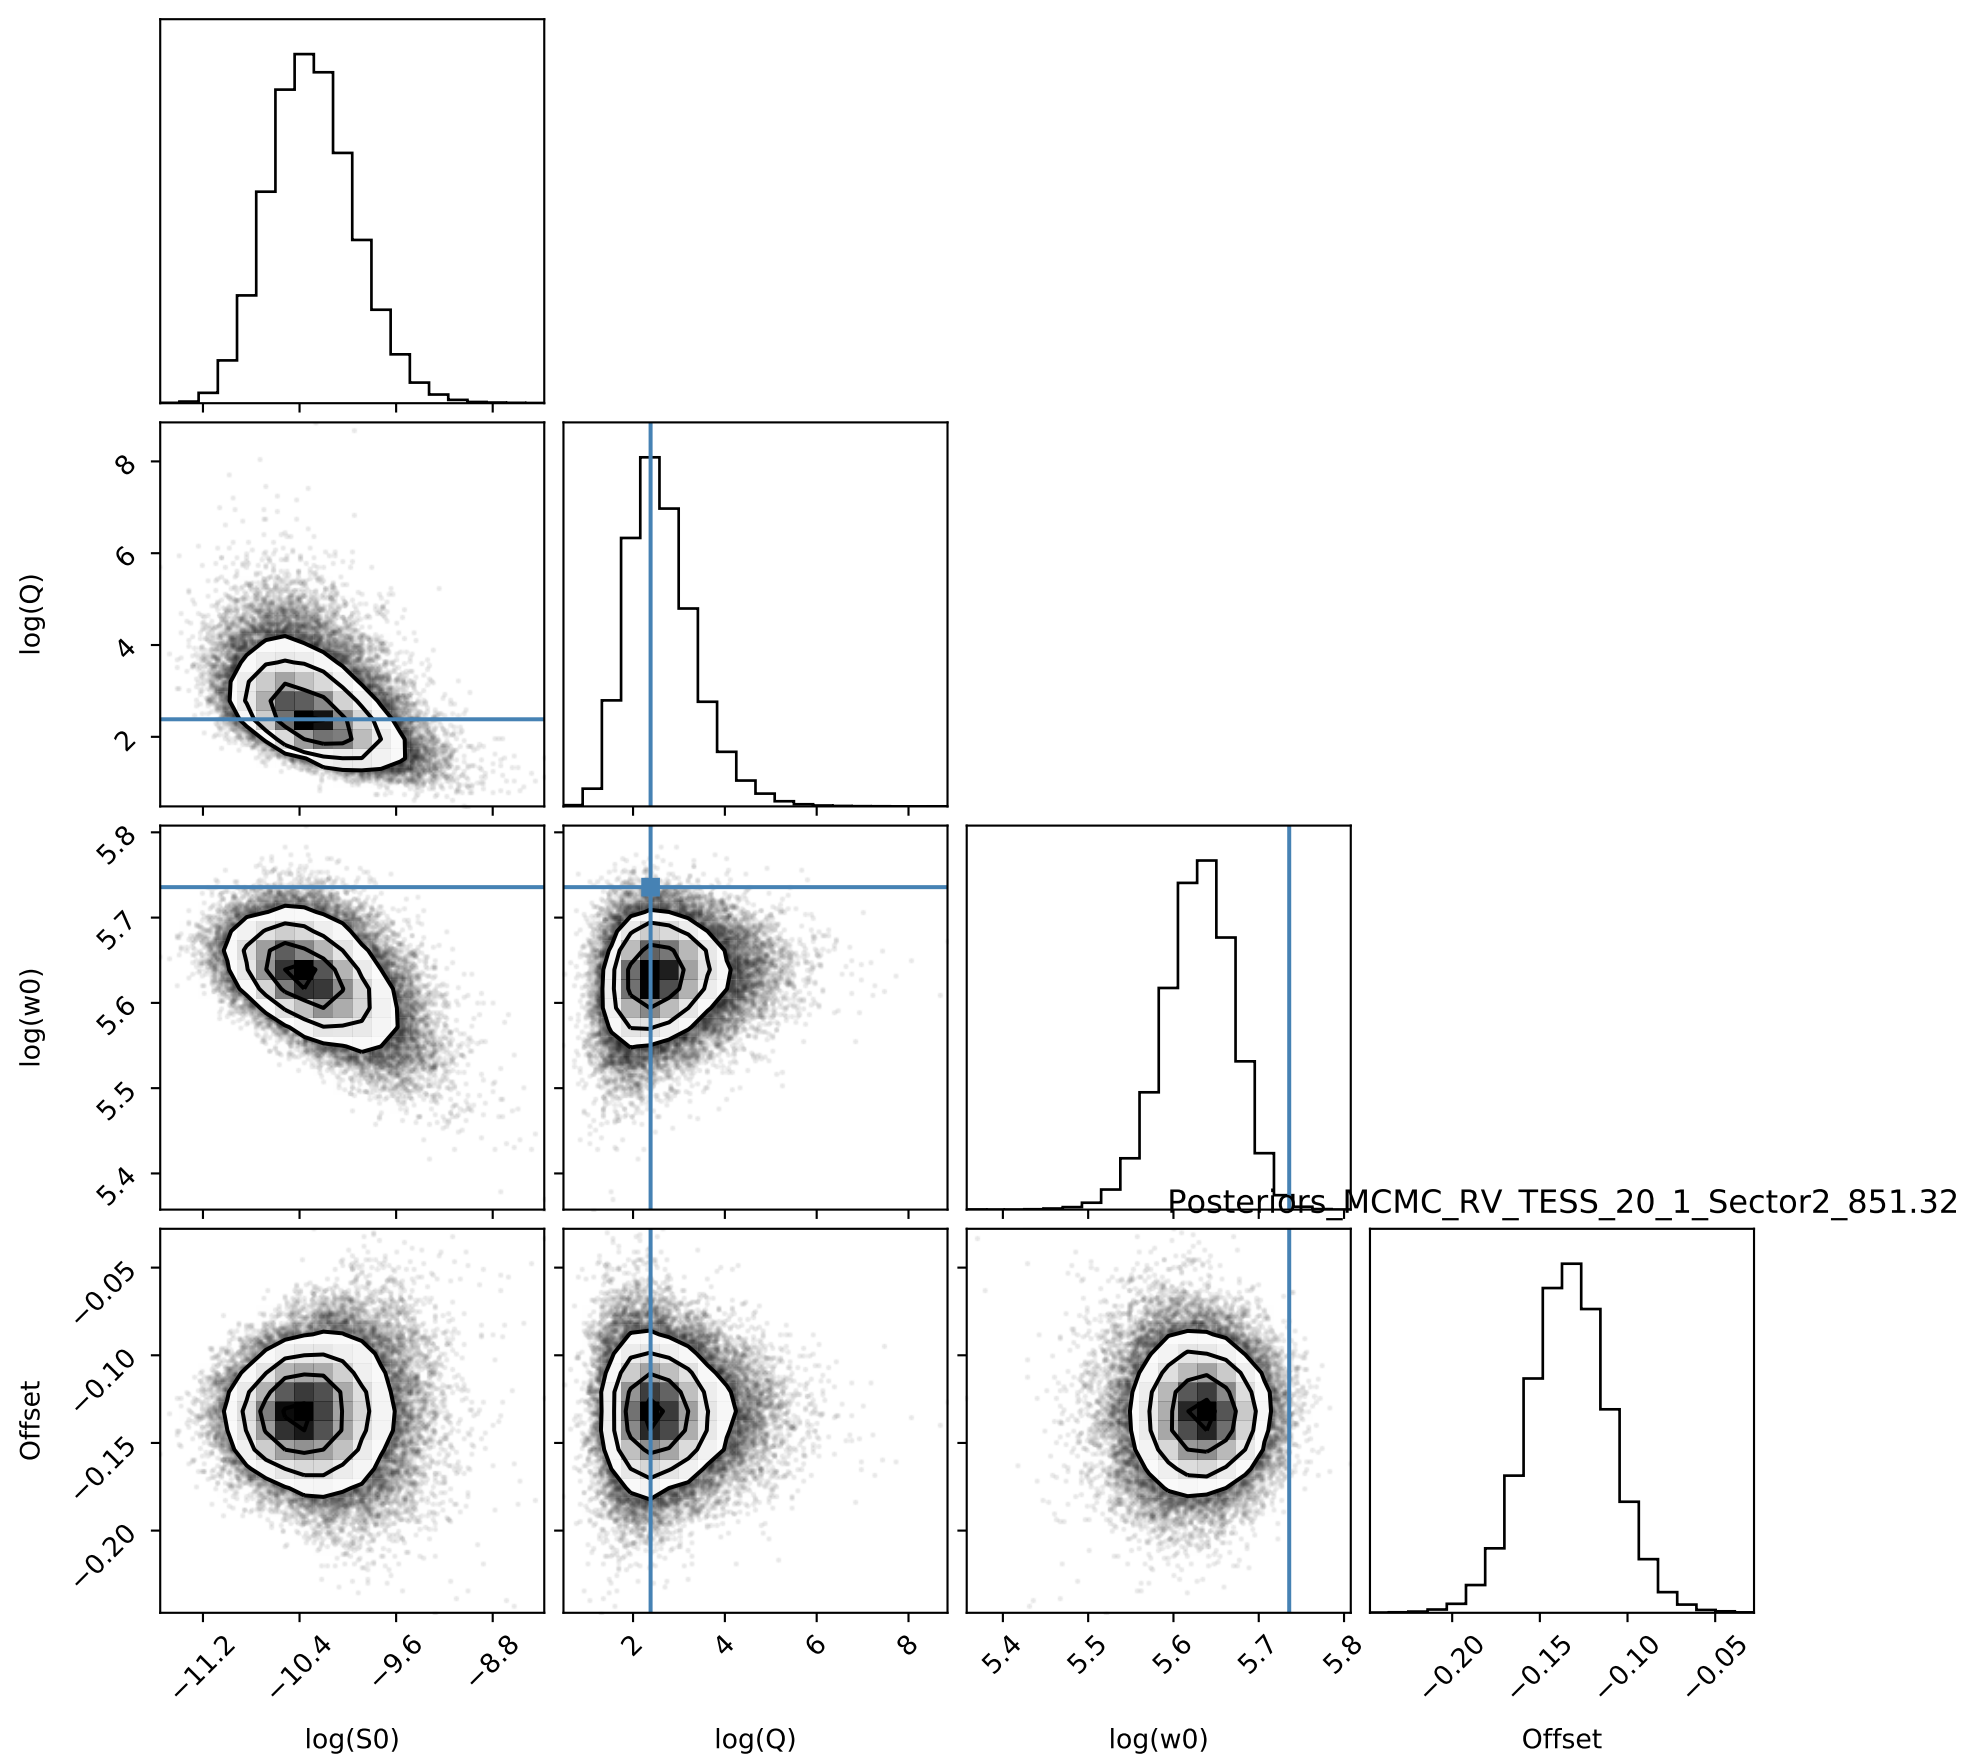 8
6
4
2
log(Q)
5.8
5.7
5.6
5.5
5.4
log(w0)
Posteriors_MCMC_RV_TESS_20_1_Sector2_851.32
−0.05
−0.10
−0.15
−0.20
Offset
−11.2 −10.4 −9.6 −8.8 2 4 6 8 5.4 5.5 5.6 5.7 5.8 −0.20 −0.15 −0.10 −0.05
log(S0) log(Q) log(w0) Offset